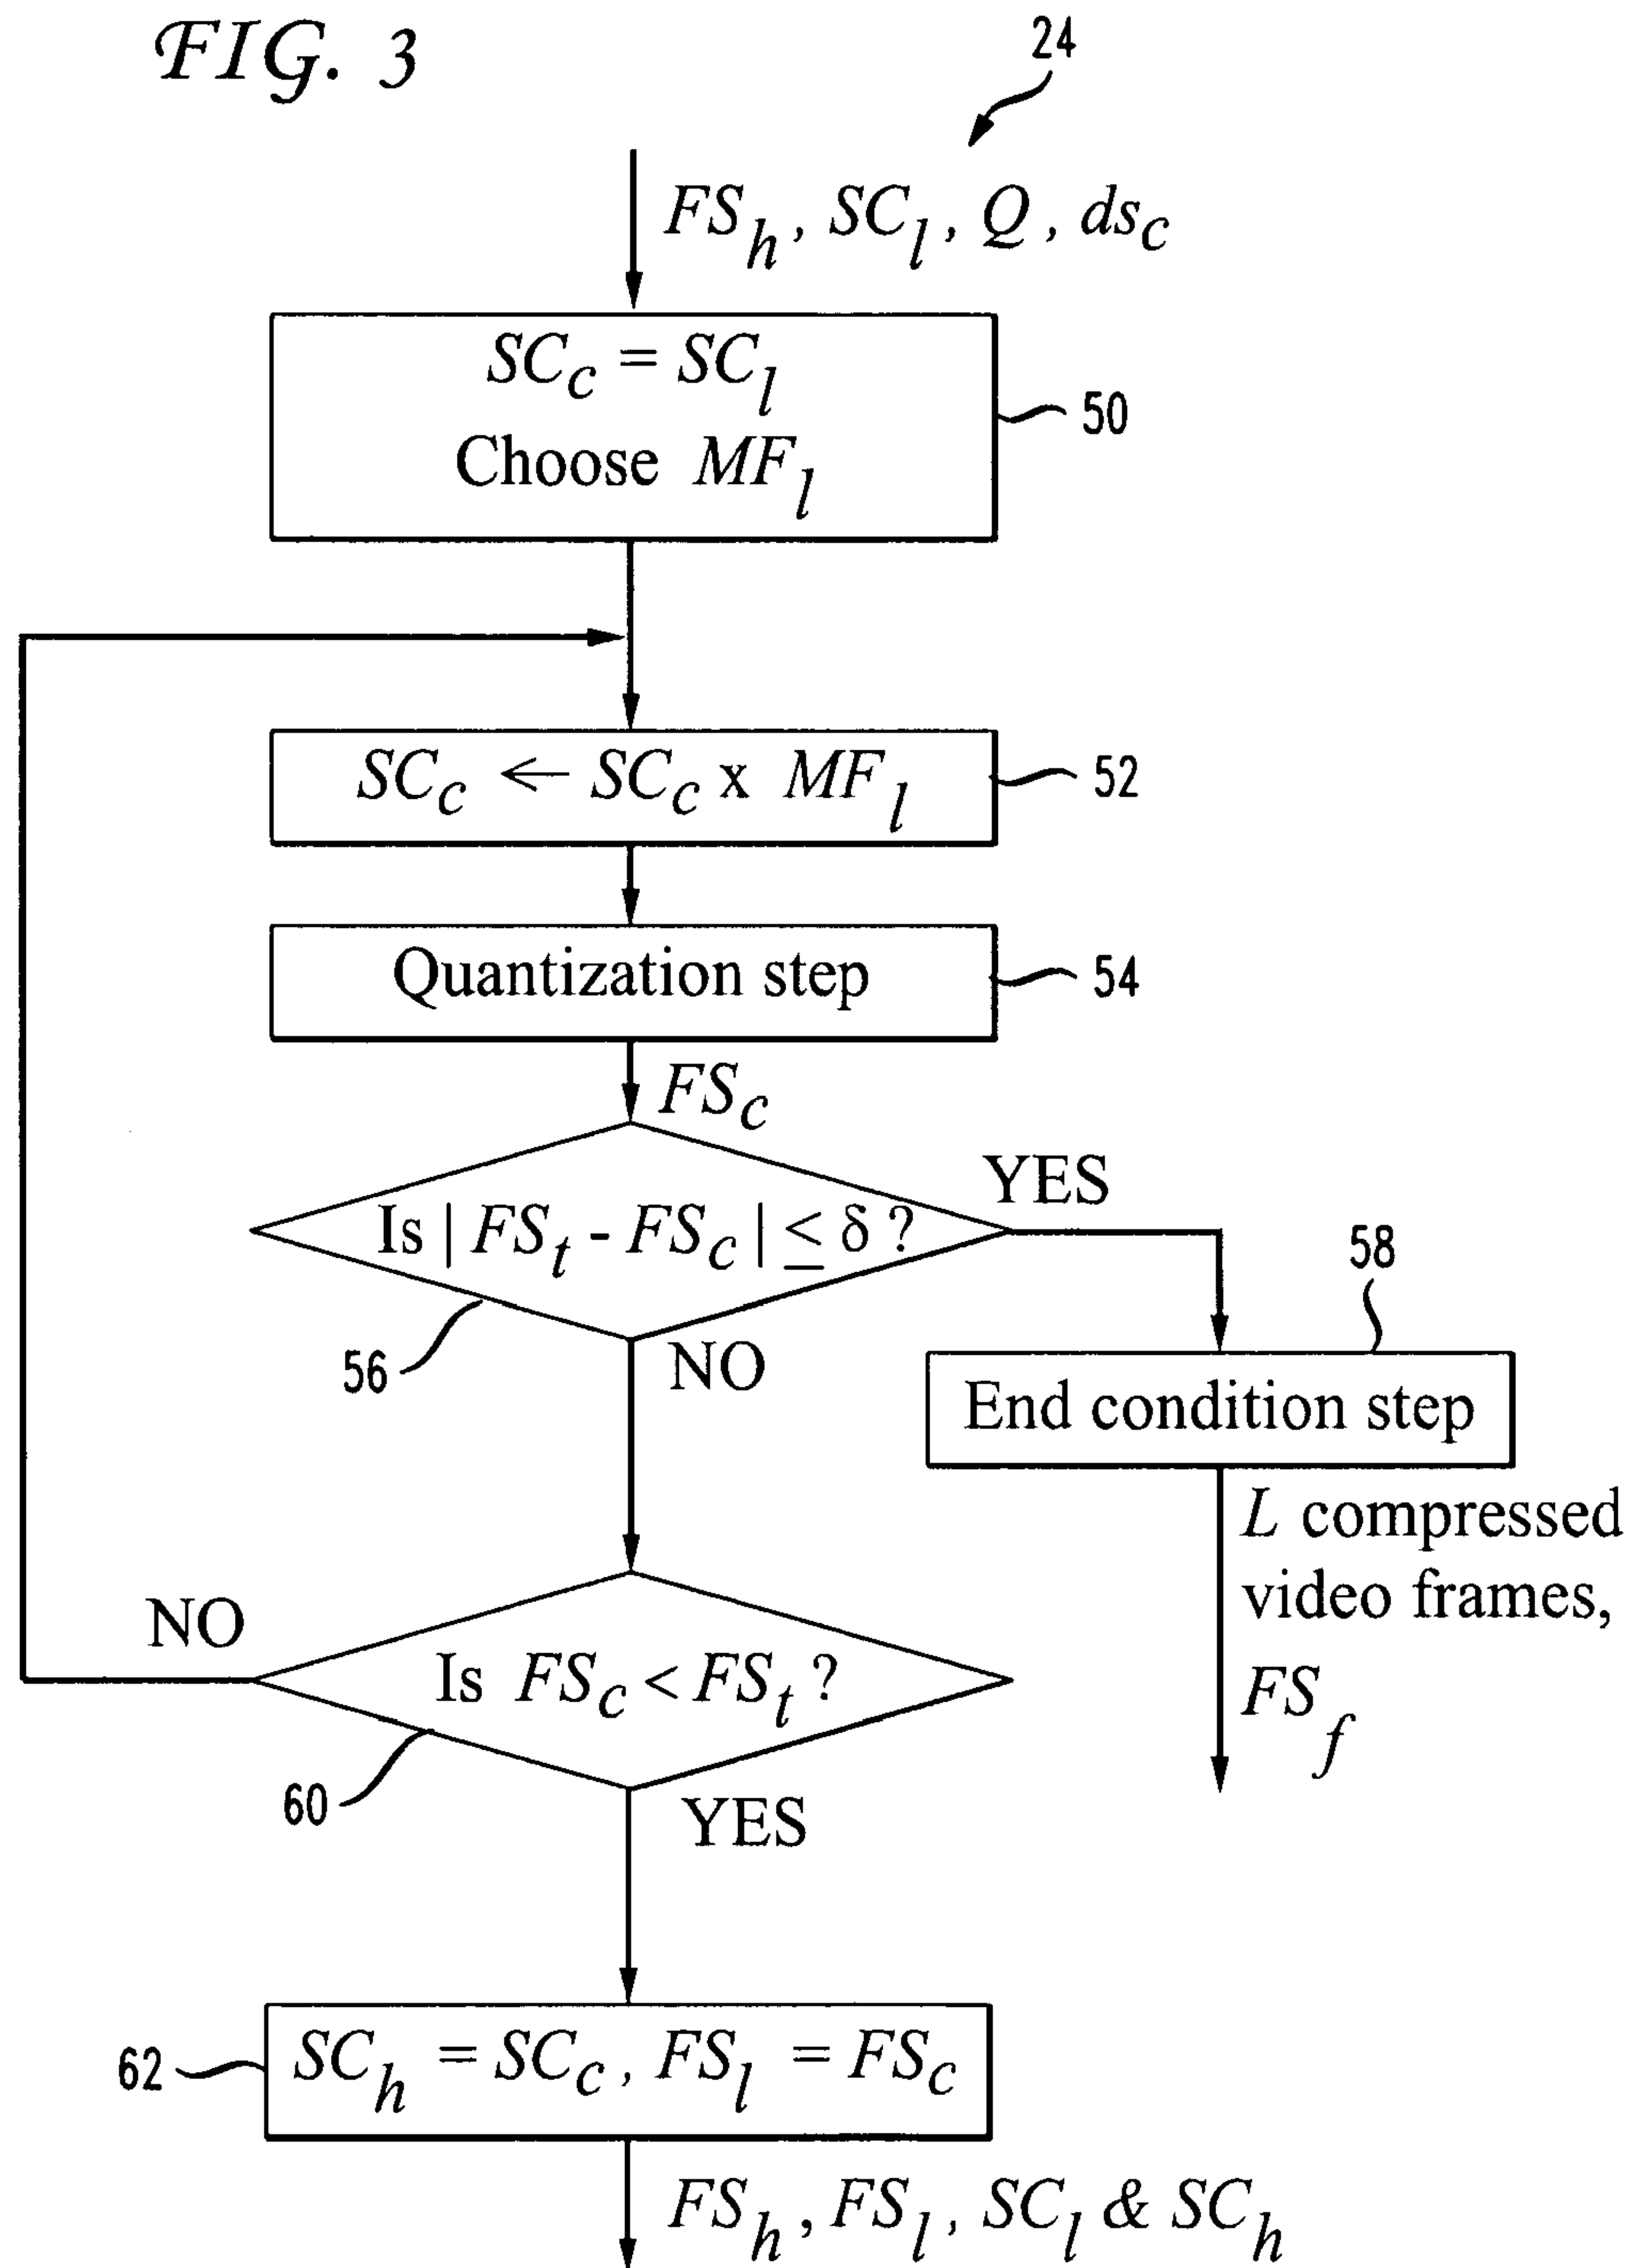 FIG. 3
24
FS_h, SC_l, Q, ds_c
SC_c = SC_l
Choose MF_l
50
SC_c ← SC_c x MF_l
52
Quantization step
54
FS_c
Is | FS_t - FS_c | ≤ δ ?
YES
56
NO
58
End condition step
L compressed
video frames,
FS_f
NO
Is FS_c < FS_t ?
60
YES
SC_h = SC_c, FS_l = FS_c
62
FS_h, FS_l, SC_l & SC_h